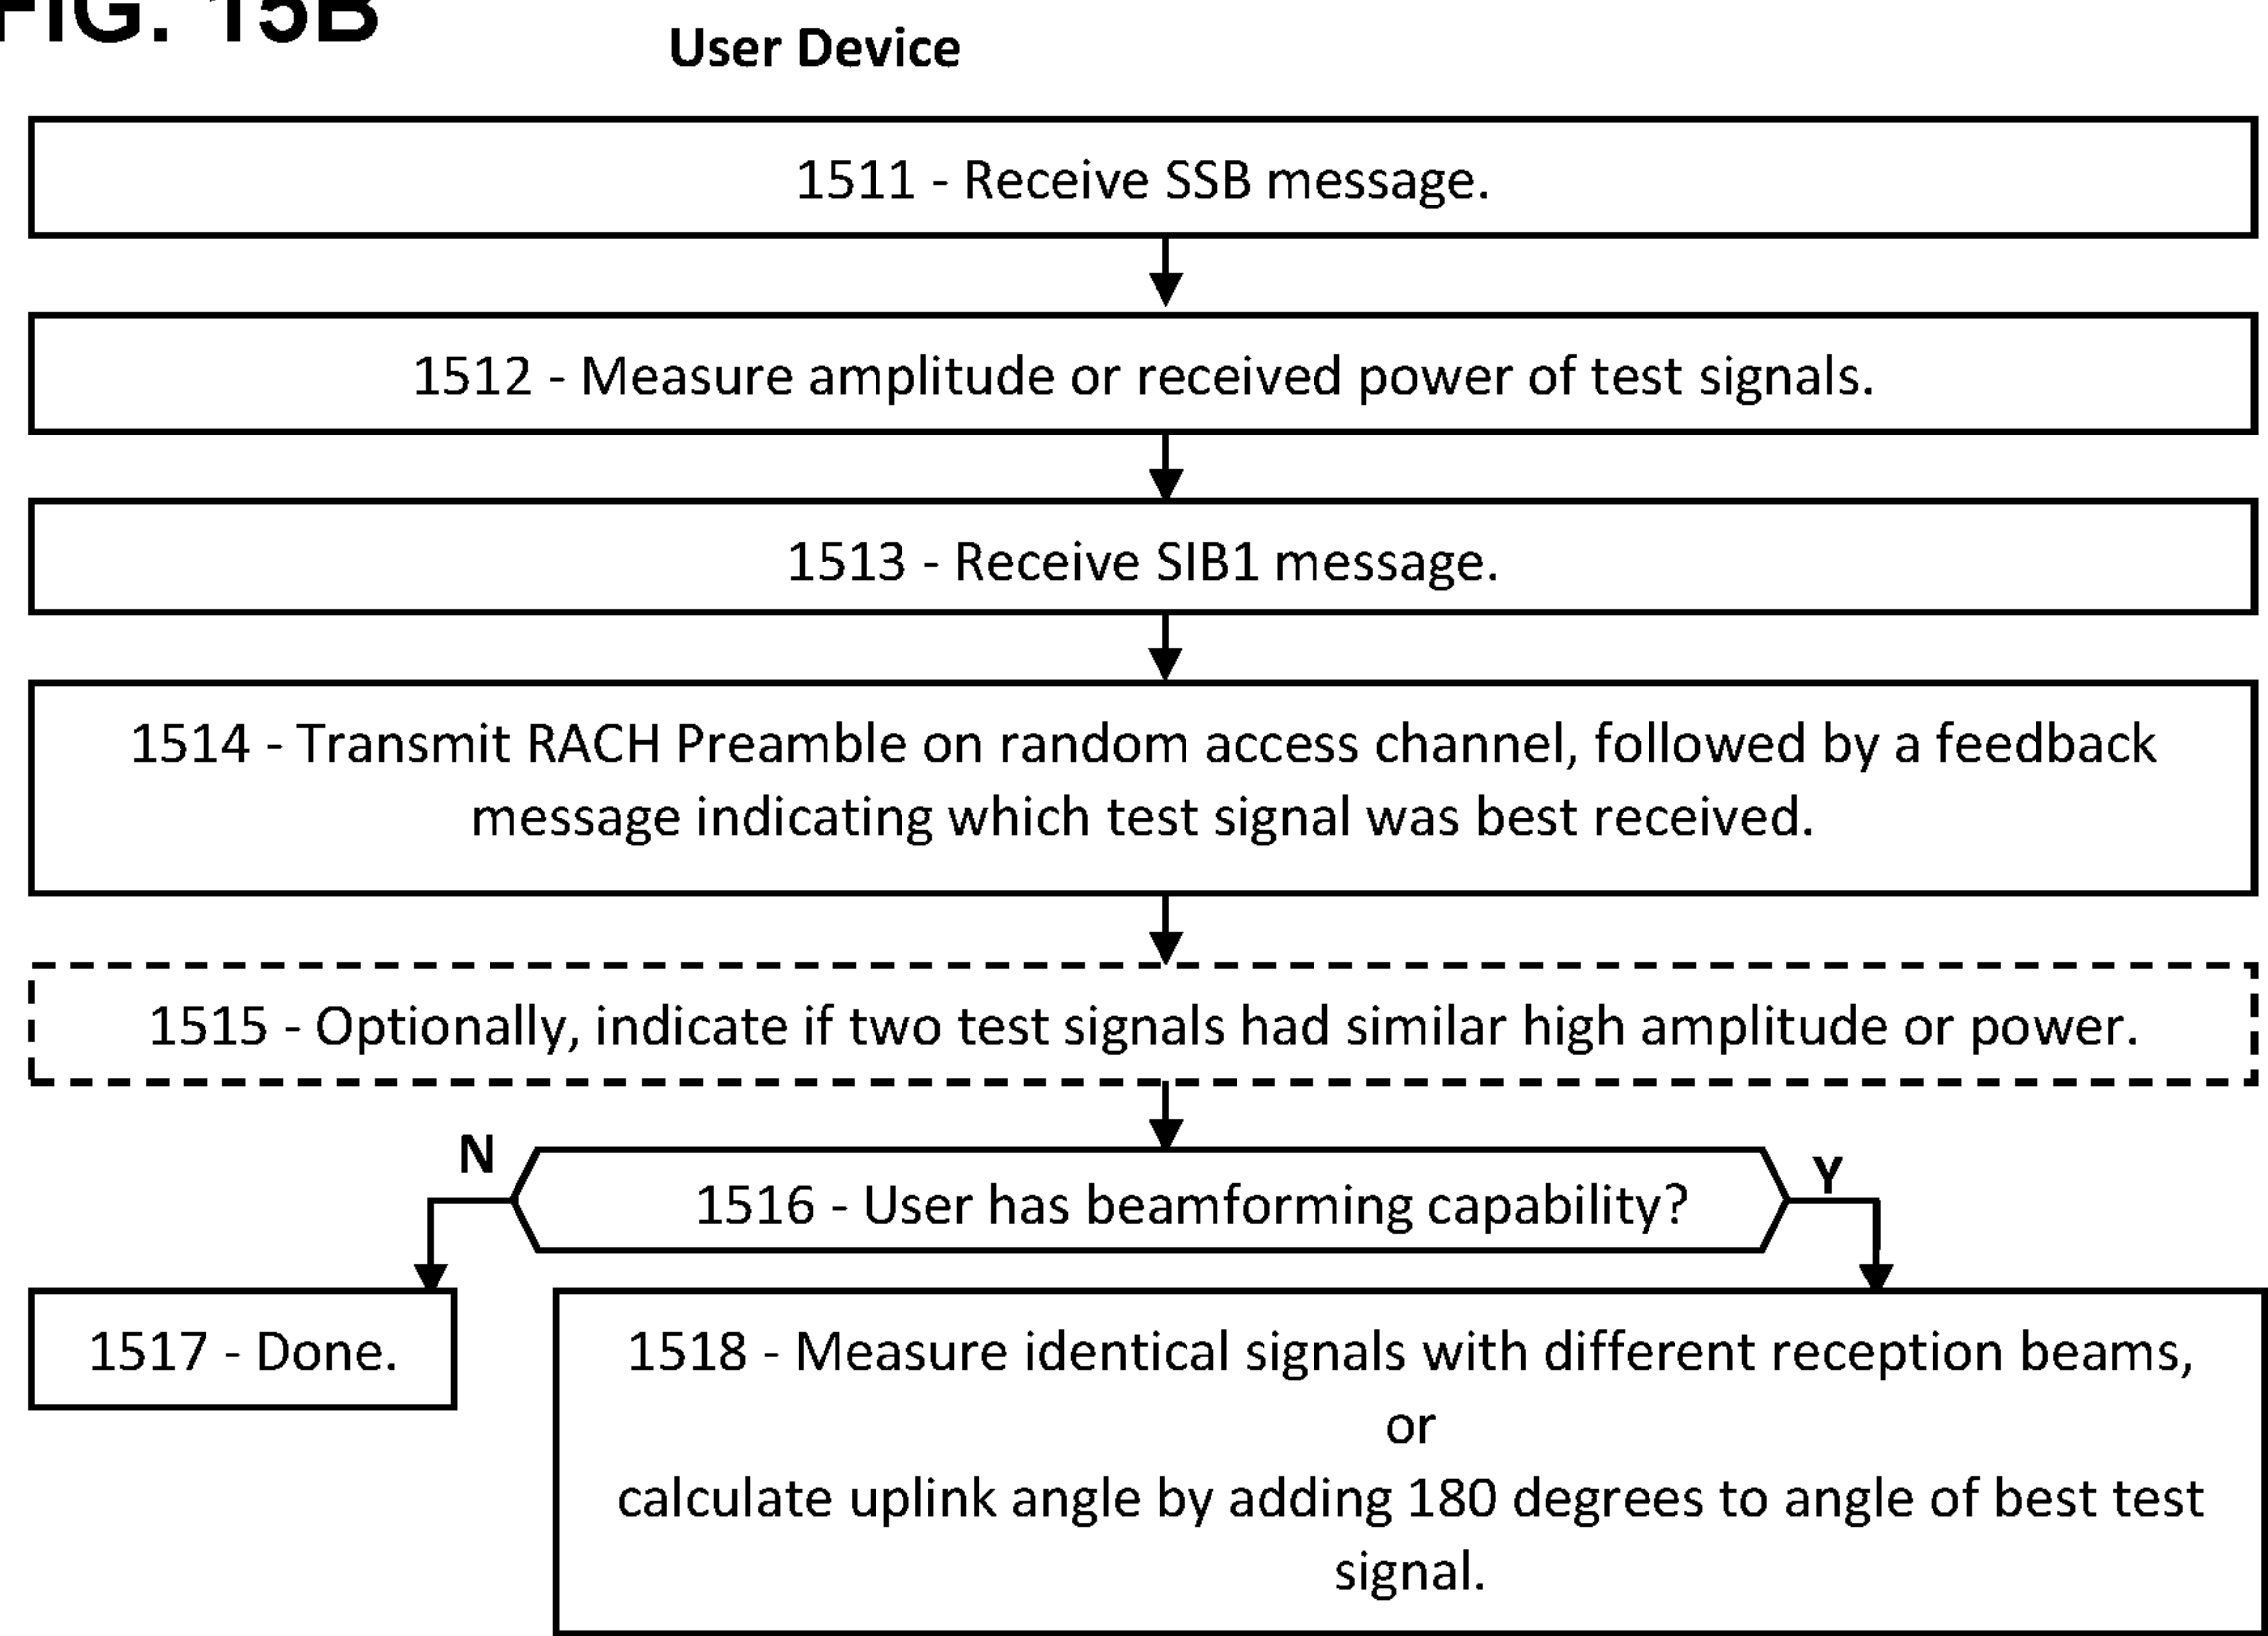 FIG. 15B
User Device
1511 - Receive SSB message.
1512 - Measure amplitude or received power of test signals.
1513 - Receive SIB1 message.
1514 - Transmit RACH Preamble on random access channel, followed by a feedback
message indicating which test signal was best received.
1515 - Optionally, indicate if two test signals had similar high amplitude or power.
N
Y
1516 - User has beamforming capability?
1517 - Done.
1518 - Measure identical signals with different reception beams,
or
calculate uplink angle by adding 180 degrees to angle of best test
signal.